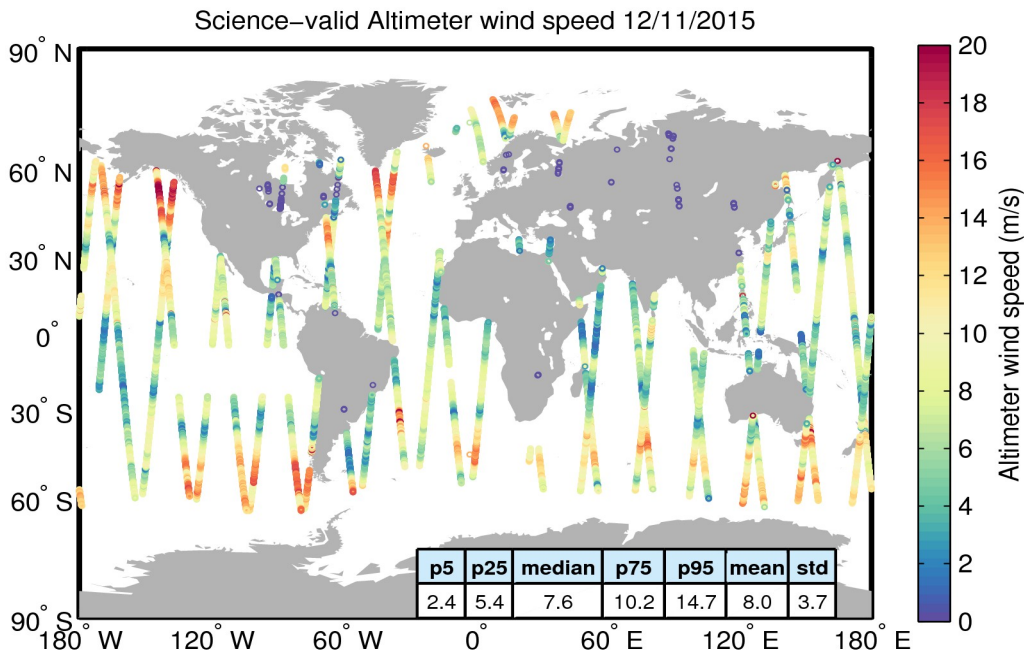 Science−valid Altimeter wind speed 12/11/2015
90° N
60° N
30° N
0°
30° S
60° S
90° S
180° W
120° W
60° W
0°
60° E
120° E
180° E
p5 p25 median p75 p95 mean std
2.4 5.4 7.6 10.2 14.7 8.0 3.7
20
18
16
14
12
10
8
6
4
2
0
Altimeter wind speed (m/s)